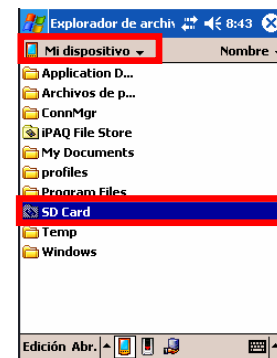 Explorador de archiv 8:43
Mi dispositivo Nombre
Application D...
Archivos de p...
ConnMgr
iPAQ File Store
My Documents
profiles
Program Files
SD Card
Temp
Windows
Edición Abr.